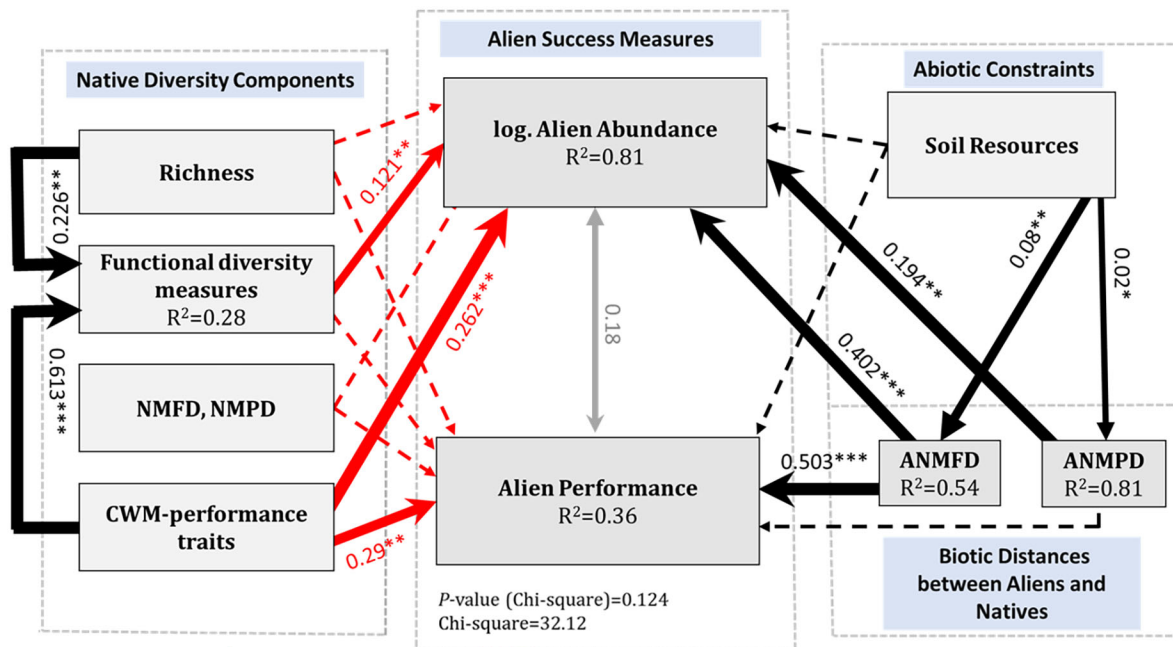 Native Diversity Components
Richness
0.226**
Functional diversity
measures
R²=0.28
0.613***
NMFD, NMPD
CWM-performance
traits
Alien Success Measures
log. Alien Abundance
R²=0.81
0.121**
0.262***
0.29**
0.18
Alien Performance
R²=0.36
P-value (Chi-square)=0.124
Chi-square=32.12
Abiotic Constraints
Soil Resources
0.08**
0.02*
0.194**
0.402***
0.503***
ANMFD
R²=0.54
ANMPD
R²=0.81
Biotic Distances
between Aliens and
Natives